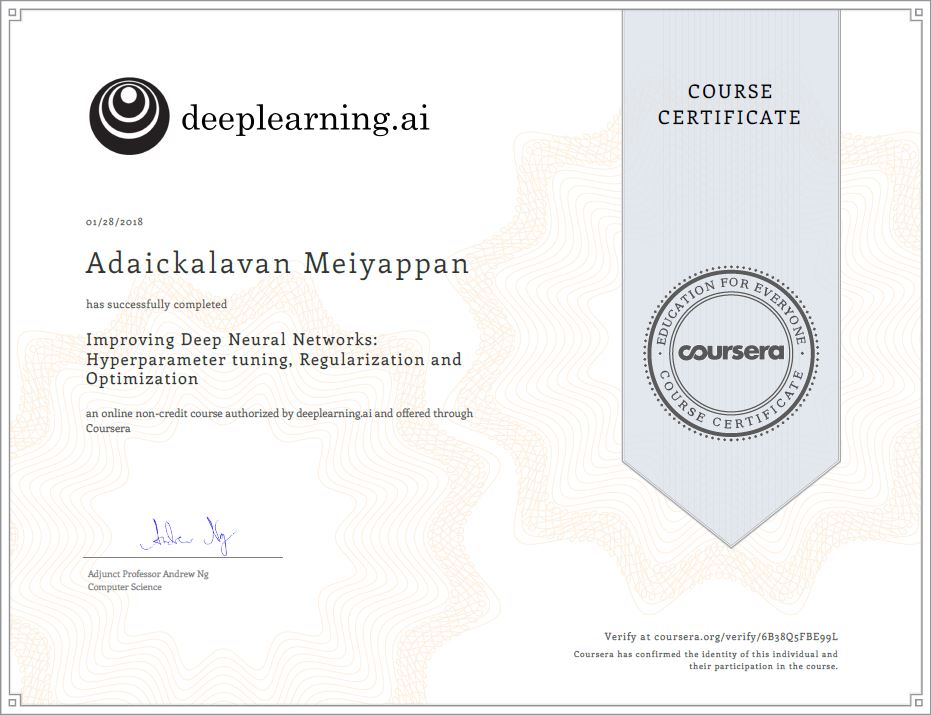 deeplearning.ai
COURSE
CERTIFICATE
01/28/2018
Adaickalavan Meiyappan
has successfully completed
Improving Deep Neural Networks:
Hyperparameter tuning, Regularization and
Optimization
an online non-credit course authorized by deeplearning.ai and offered through
Coursera
EDUCATION FOR EVERYONE
coursera
COURSE CERTIFICATE
Andrew Ng
Adjunct Professor Andrew Ng
Computer Science
Verify at coursera.org/verify/6B38Q5FBE99L
Coursera has confirmed the identity of this individual and
their participation in the course.